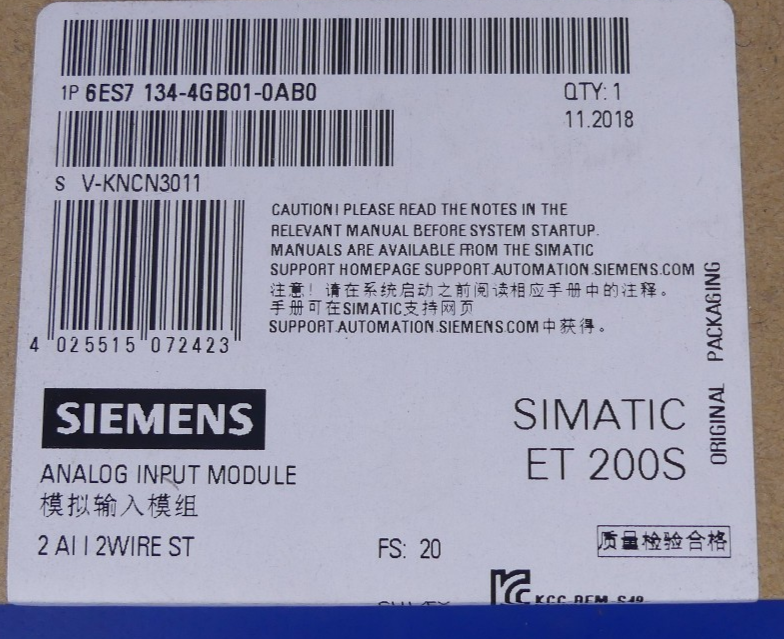 1P 6ES7 134-4GB01-0AB0
QTY: 1
11.2018
S V-KNCN3011
CAUTION! PLEASE READ THE NOTES IN THE
RELEVANT MANUAL BEFORE SYSTEM STARTUP.
MANUALS ARE AVAILABLE FROM THE SIMATIC
SUPPORT HOMEPAGE SUPPORT.AUTOMATION.SIEMENS.COM
注意！请在系统启动之前阅读相应手册中的注释。
手册可在SIMATIC支持网页
SUPPORT.AUTOMATION.SIEMENS.COM中获得。
4 025515 072423
ORIGINAL PACKAGING
SIEMENS
SIMATIC
ET 200S
ANALOG INPUT MODULE
模拟输入模组
2 AI I 2WIRE ST
FS: 20
质量检验合格